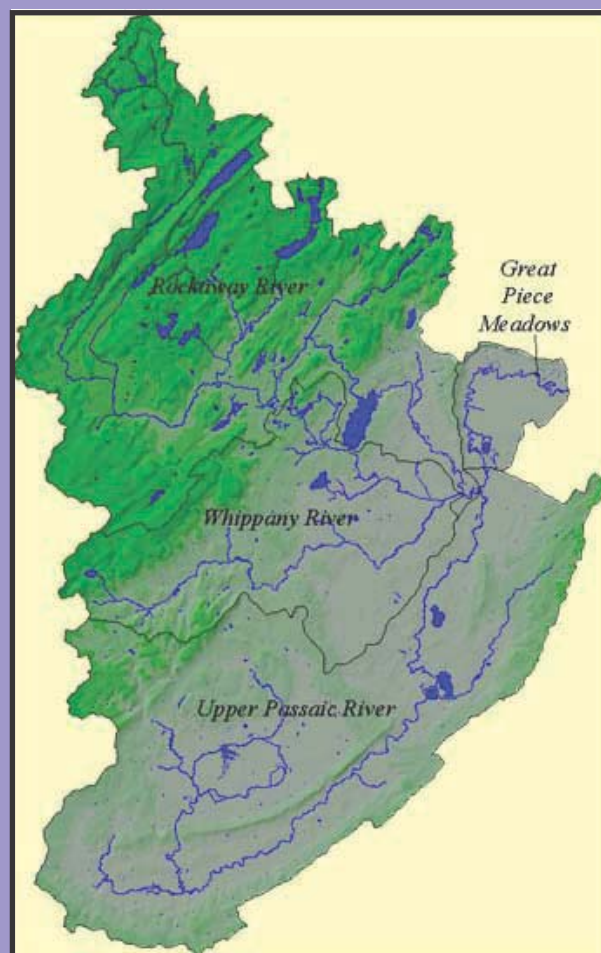 Rockaway River
Great
Piece
Meadows
Whippany River
Upper Passaic River